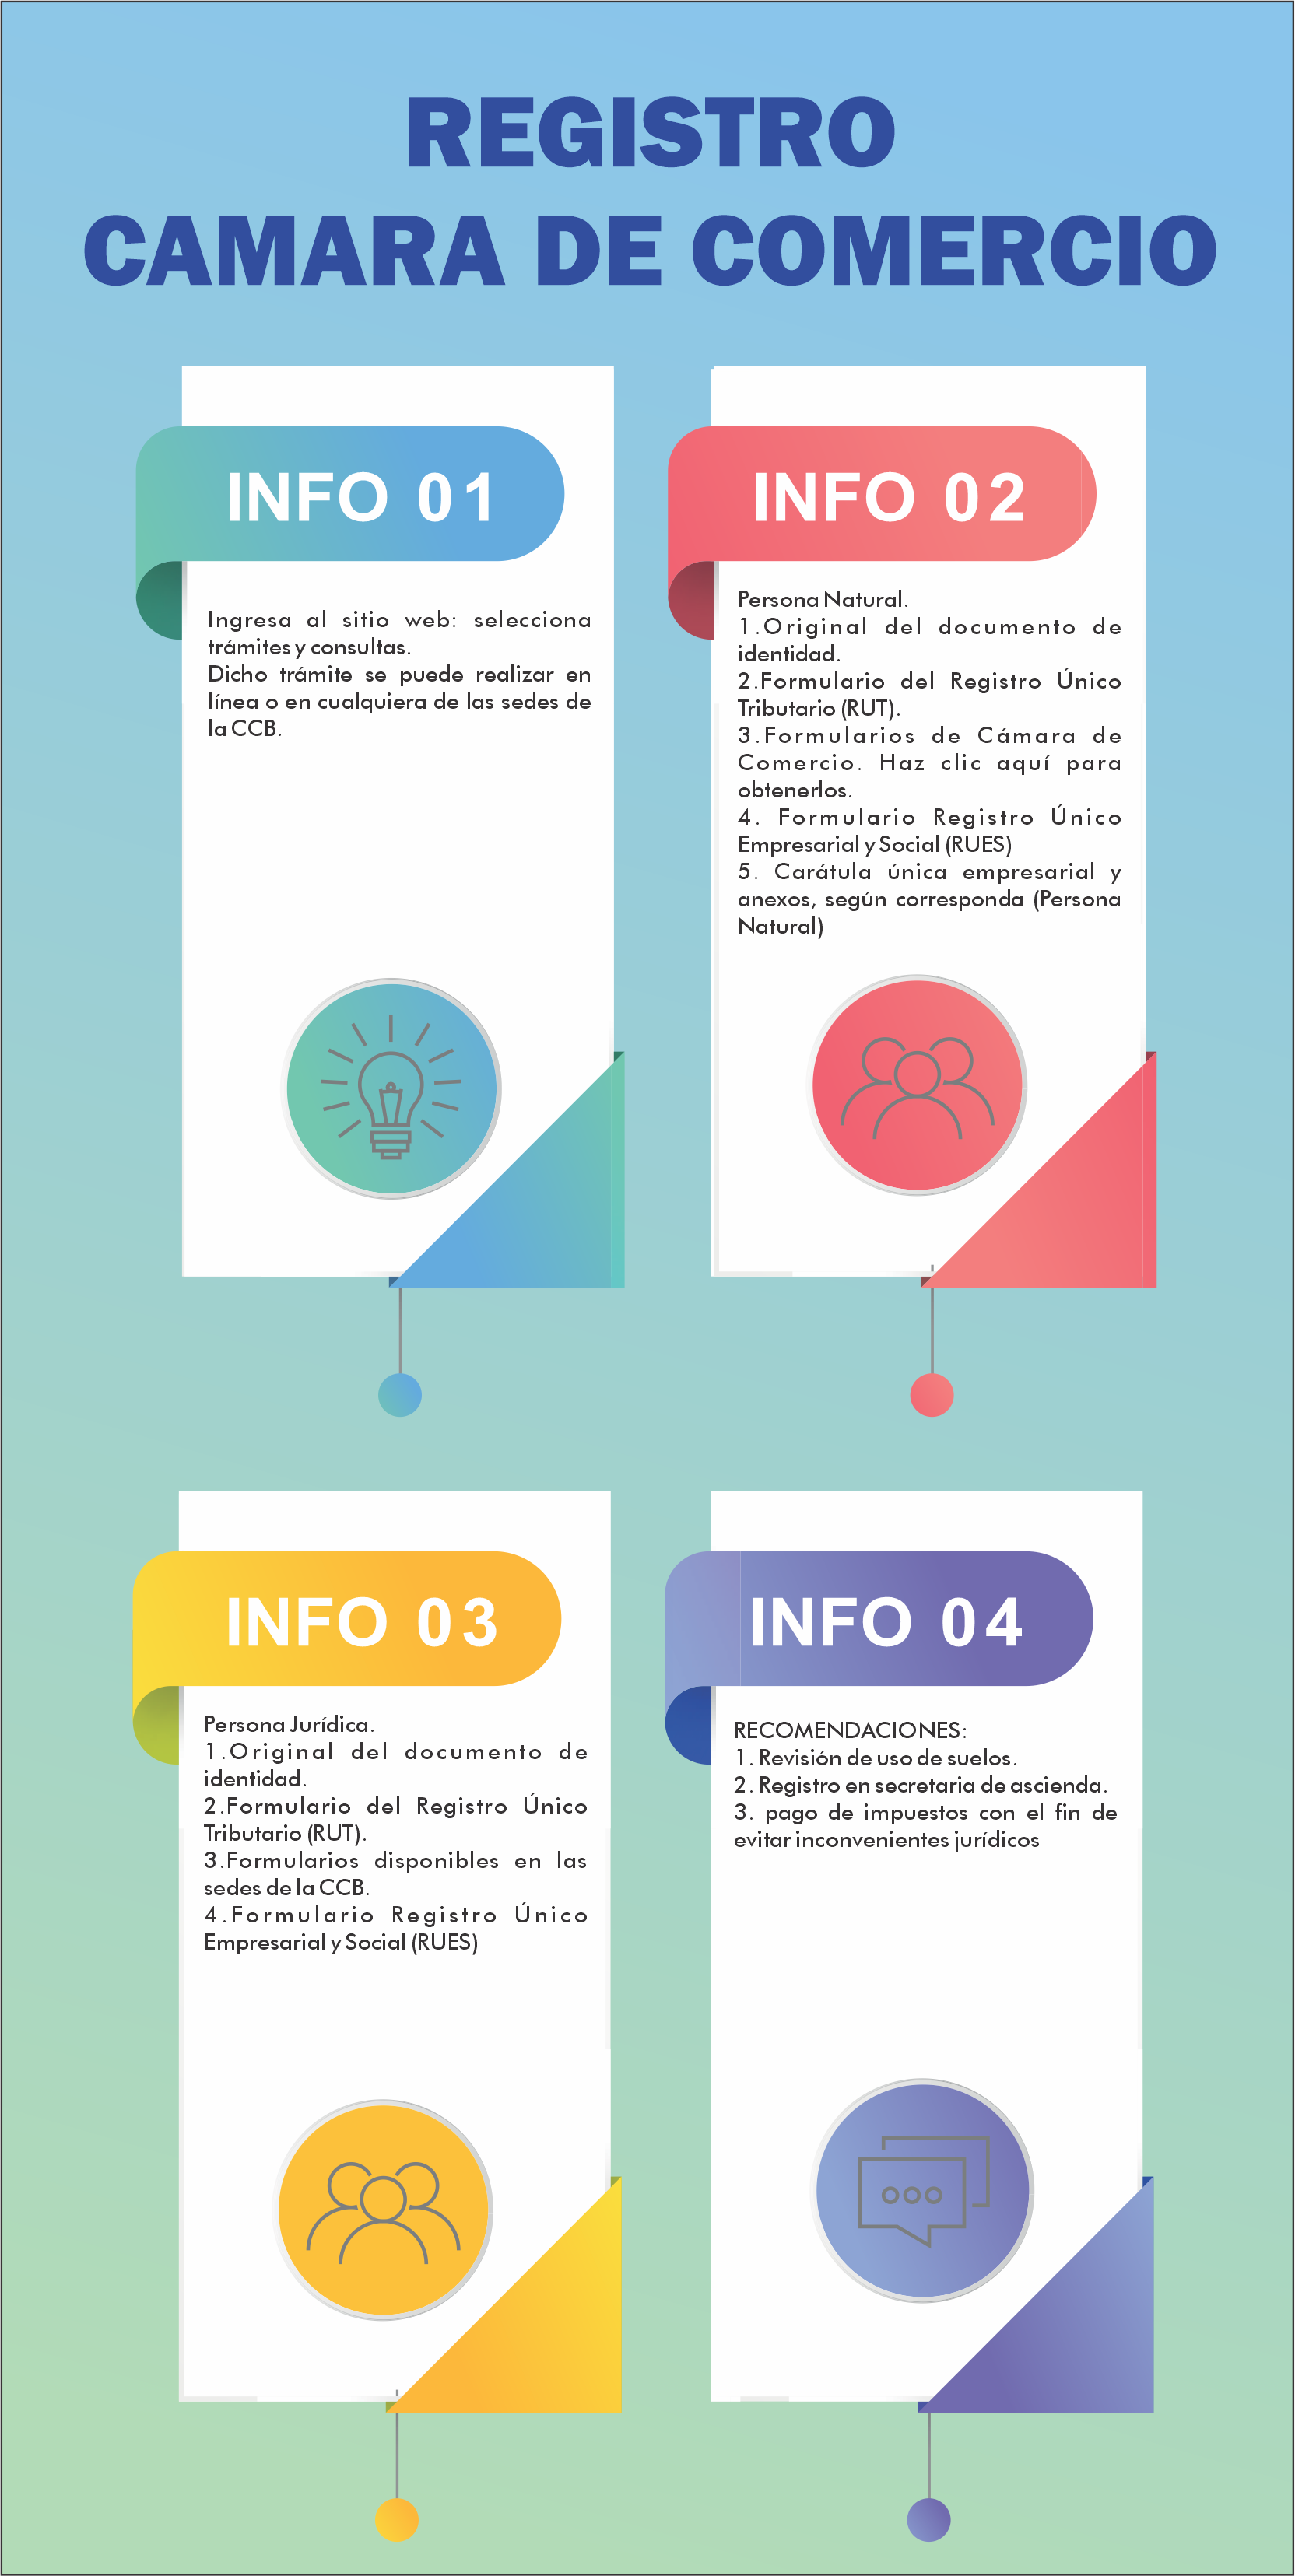 REGISTRO
CAMARA DE COMERCIO
INFO 01
Ingresa al sitio web: selecciona
trámites y consultas.
Dicho trámite se puede realizar en
línea o en cualquiera de las sedes de
la CCB.
INFO 02
Persona Natural.
1.Original del documento de
identidad.
2.Formulario del Registro Único
Tributario (RUT).
3.Formularios de Cámara de
Comercio. Haz clic aquí para
obtenerlos.
4. Formulario Registro Único
Empresarial y Social (RUES)
5. Carátula única empresarial y
anexos, según corresponda (Persona
Natural)
INFO 03
Persona Jurídica.
1.Original del documento de
identidad.
2.Formulario del Registro Único
Tributario (RUT).
3.Formularios disponibles en las
sedes de la CCB.
4.Formulario Registro Único
Empresarial y Social (RUES)
INFO 04
RECOMENDACIONES:
1. Revisión de uso de suelos.
2. Registro en secretaria de ascienda.
3. pago de impuestos con el fin de
evitar inconvenientes jurídicos